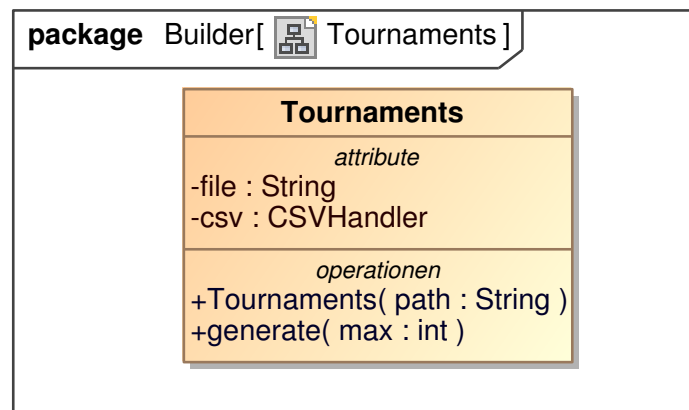 package Builder[ Tournaments ]
Tournaments
attribute
-file : String
-csv : CSVHandler
operationen
+Tournaments( path : String )
+generate( max : int )